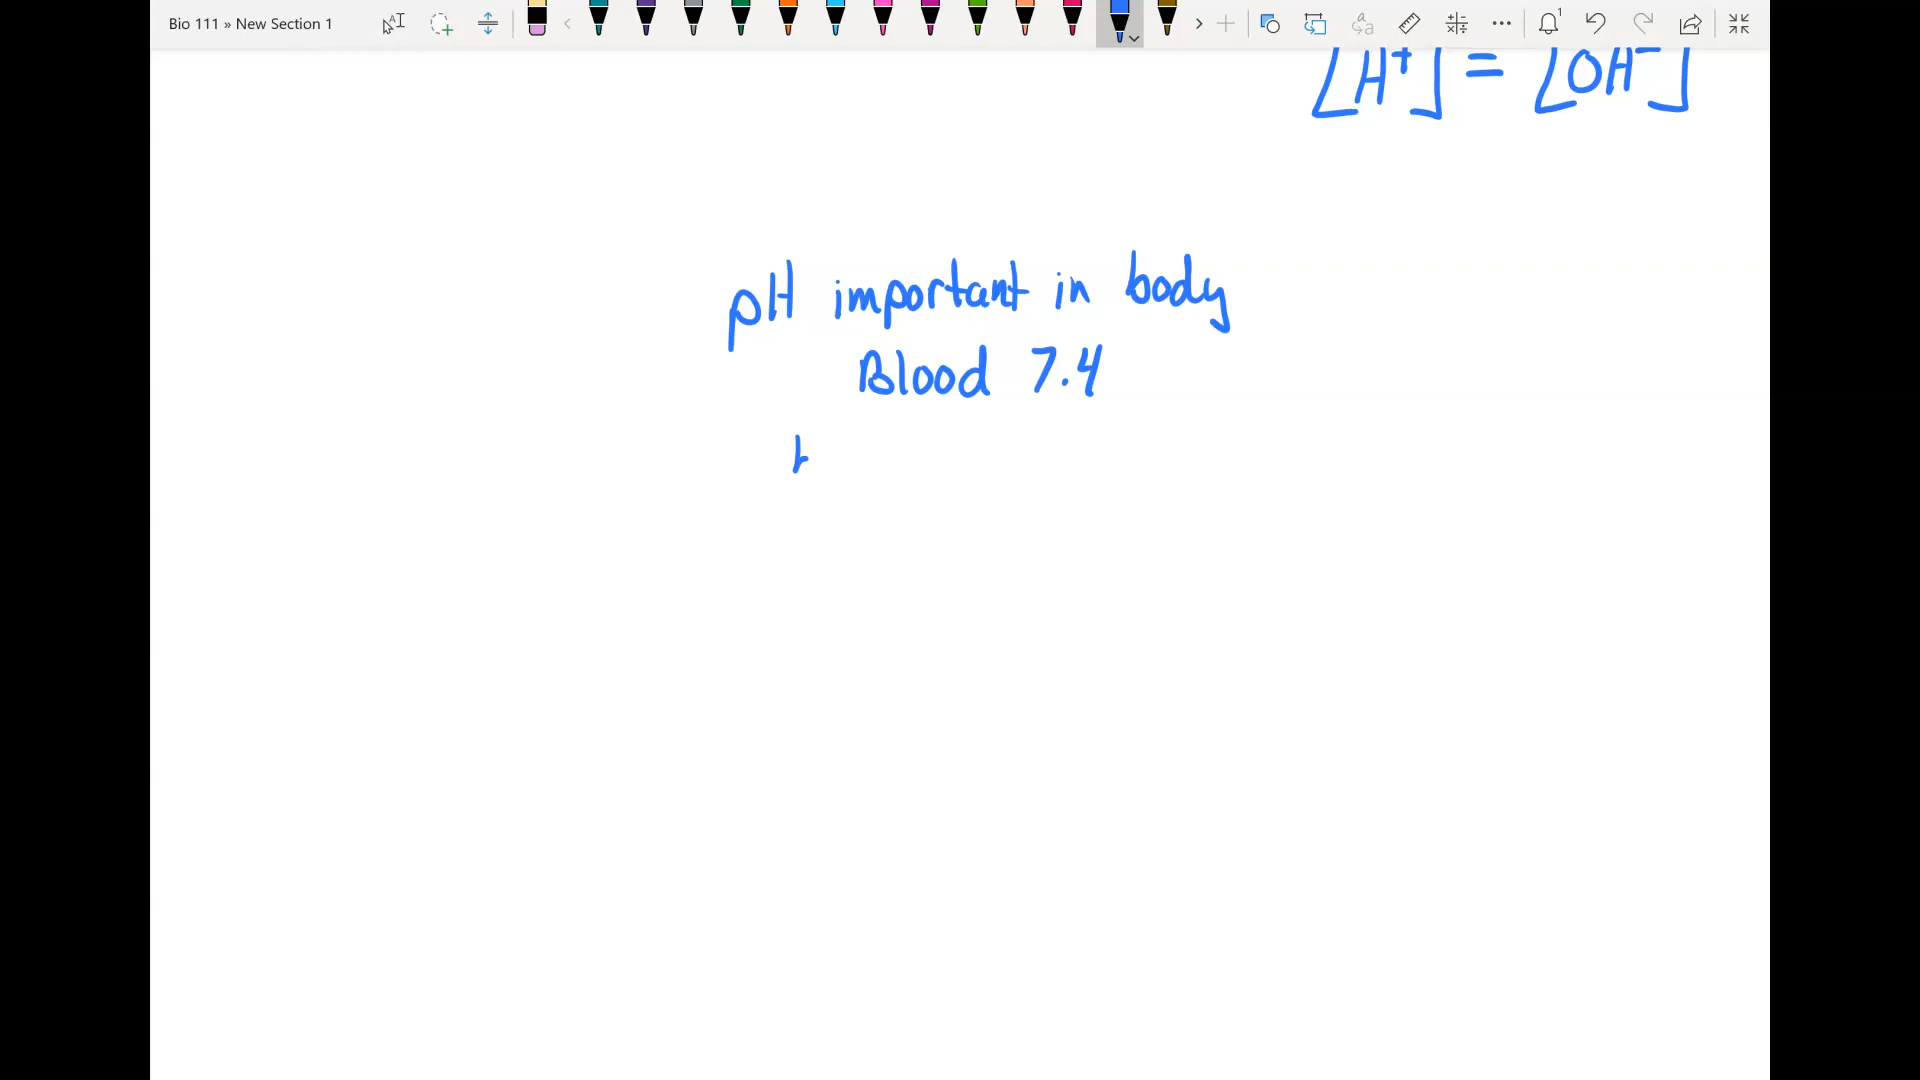 Bio 111 » New Section 1
[H⁺] = [OH⁻]
pH important in body
Blood 7.4